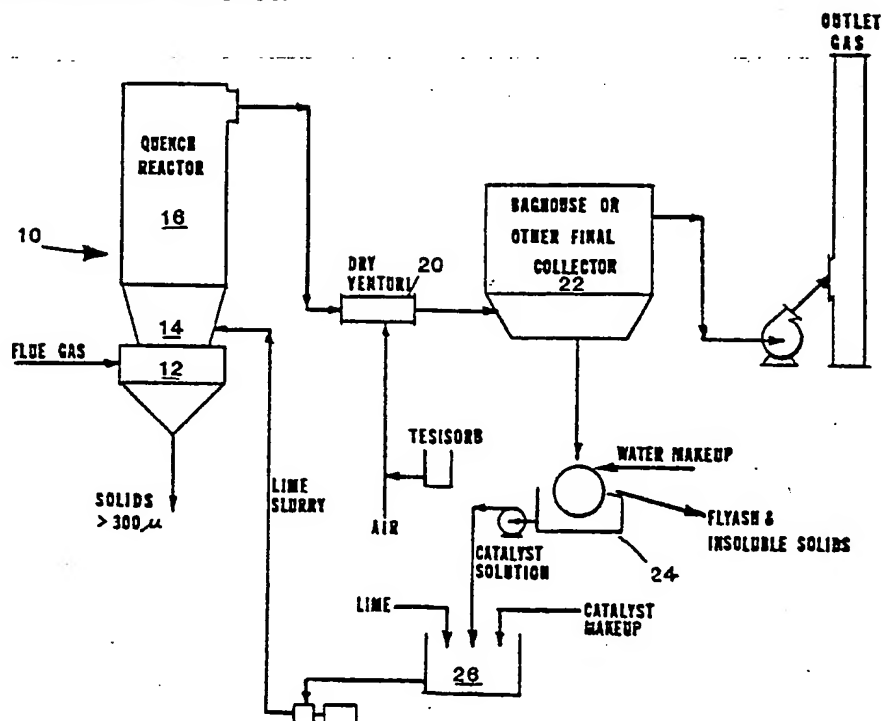 OUTLET
GAS
QUENCE
REACTOR
16
10
BAGHOUSE OR
OTHER FINAL
COLLECTOR
22
DRY
VENTURI
20
14
FLUE GAS
12
TESISORB
WATER MAKEUP
SOLIDS
> 300 µ
LIME
SLURRY
AIR
FLYASH &
INSOLUBLE SOLIDS
CATALYST
SOLUTION
24
LIME
CATALYST
MAKEUP
26